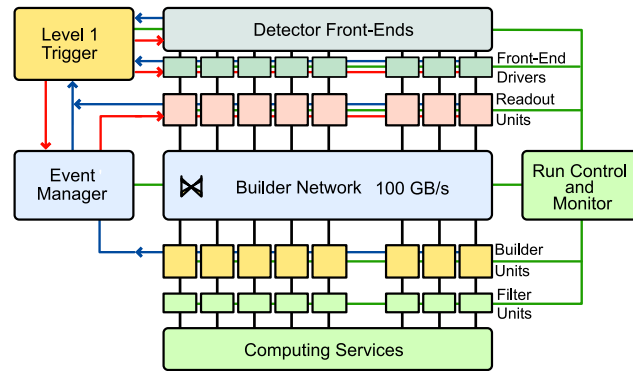 Level 1
Trigger
Detector Front-Ends
Front-End
Drivers
Readout
Units
Event
Manager
Builder Network 100 GB/s
Run Control
and
Monitor
Builder
Units
Filter
Units
Computing Services